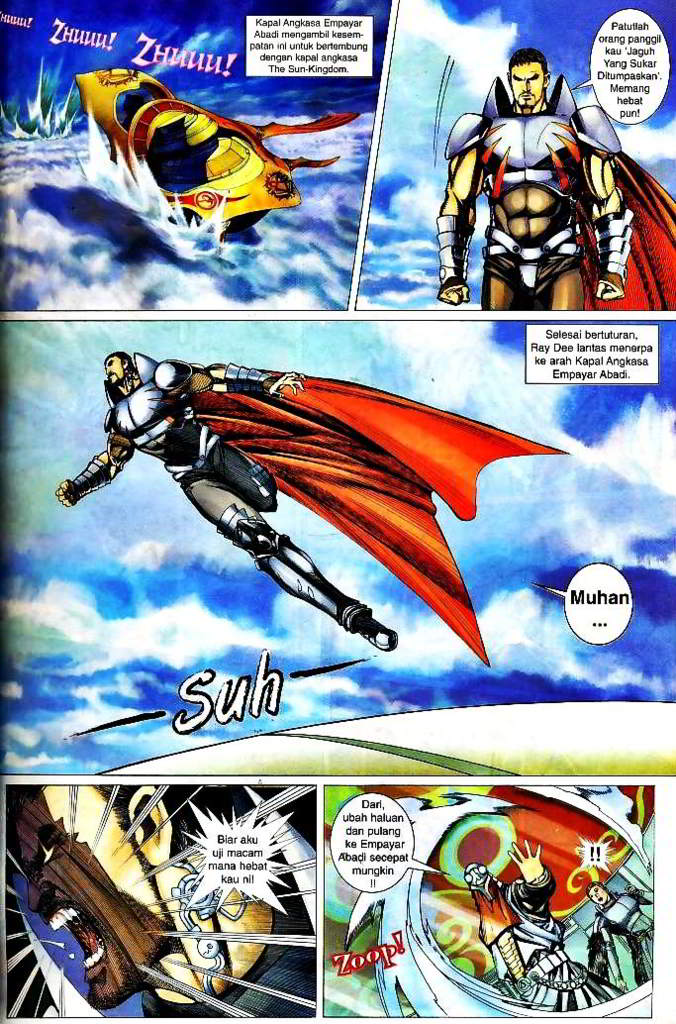 ZHUUU!
ZHUUU!
ZHUUU!
Kapal Angkasa Empayar
Abadi mengambil kesem-
patan ini untuk bertembung
dengan kapal angkasa
The Sun-Kingdom.
Patutlah
orang panggil
kau 'Jaguh
Yang Sukar
Ditumpaskan'.
Memang
hebat
pun!
Selesai bertuturan,
Ray Dee lantas menerpa
ke arah Kapal Angkasa
Empayar Abadi.
Muhan
...
Suh
Biar aku
uji macam
mana hebat
kau ni!
Dari,
ubah haluan
dan pulang
ke Empayar
Abadi secepat
mungkin
!!
!!
Zoop!